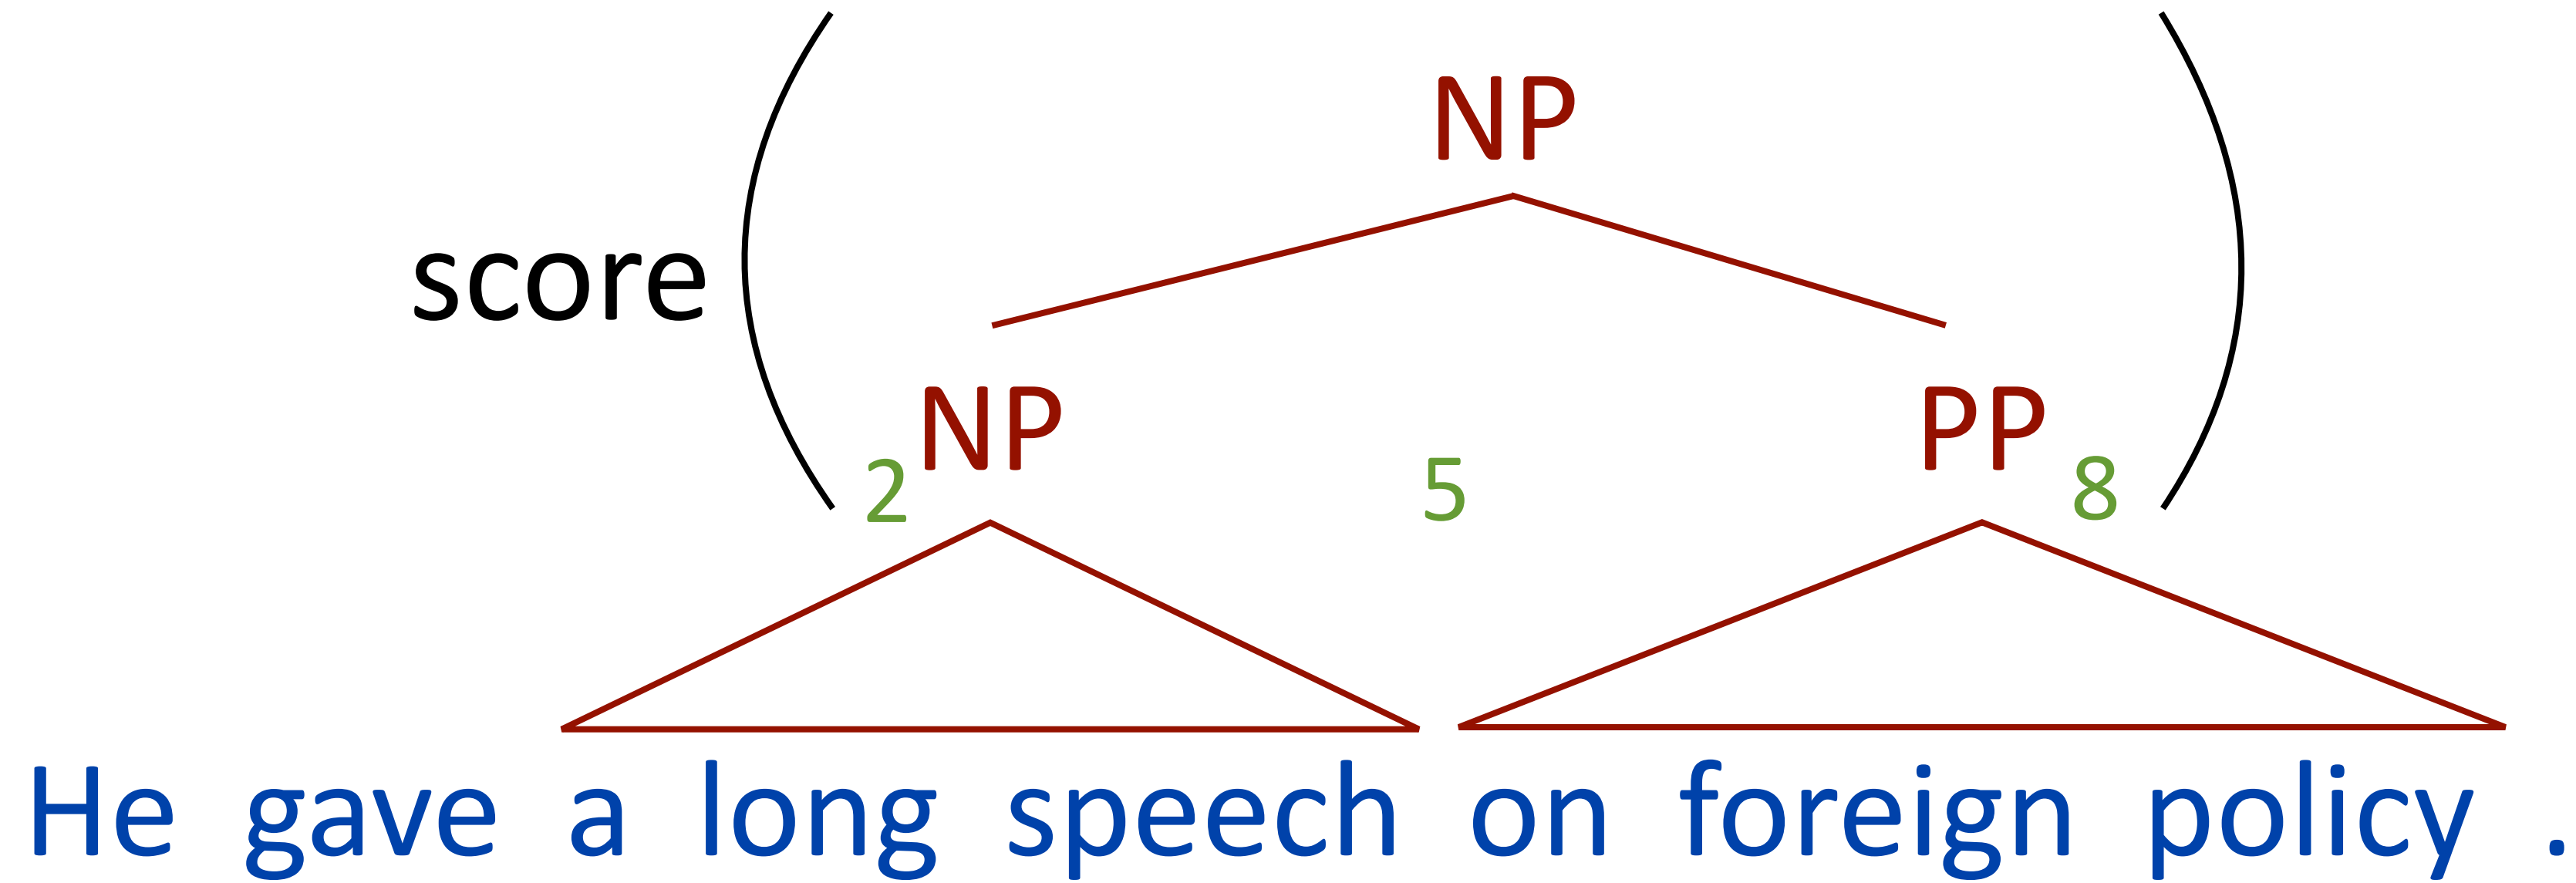 NP
score
NP PP
2 5 8
He gave a long speech on foreign policy .